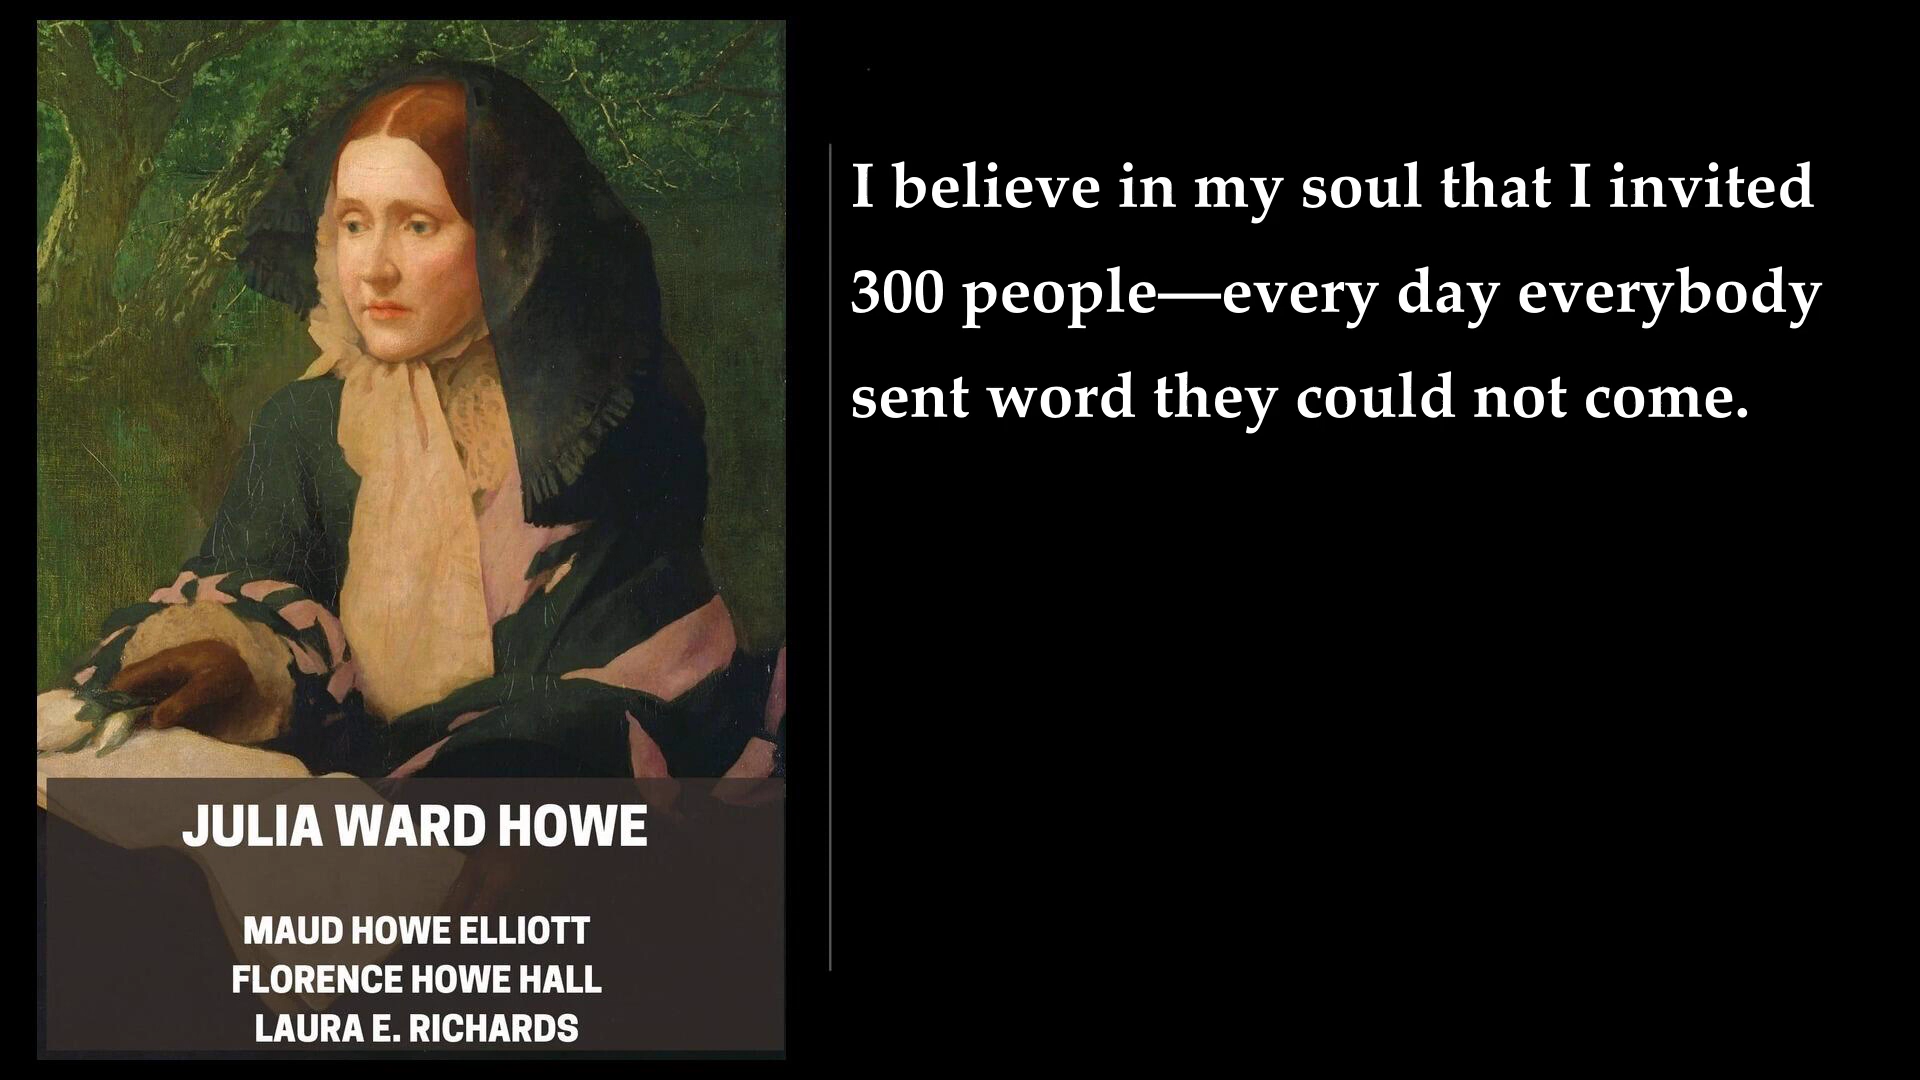 JULIA WARD HOWE
MAUD HOWE ELLIOTT
FLORENCE HOWE HALL
LAURA E. RICHARDS
I believe in my soul that I invited
300 people—every day everybody
sent word they could not come.